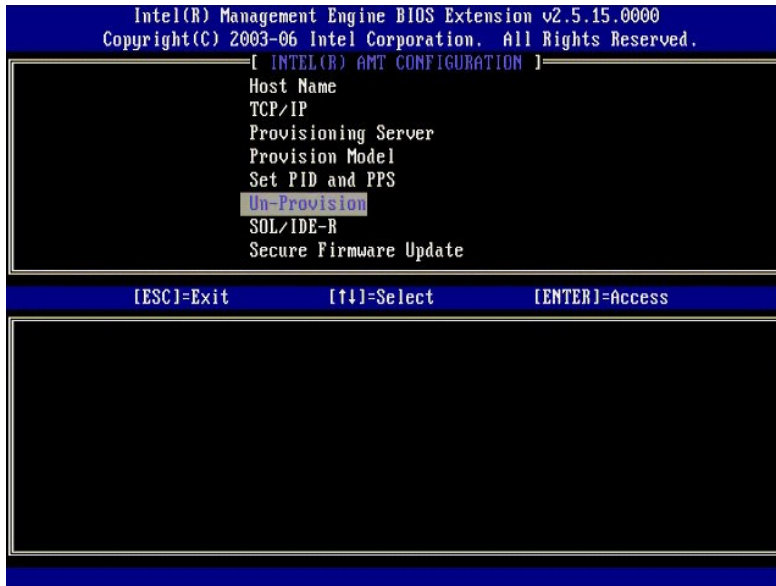 Intel(R) Management Engine BIOS Extension v2.5.15.0000
Copyright(C) 2003-06 Intel Corporation. All Rights Reserved.
[ INTEL(R) AMT CONFIGURATION ]
Host Name
TCP/IP
Provisioning Server
Provision Model
Set PID and PPS
Un-Provision
SOL/IDE-R
Secure Firmware Update
[ESC]=Exit [↑↓]=Select [ENTER]=Access